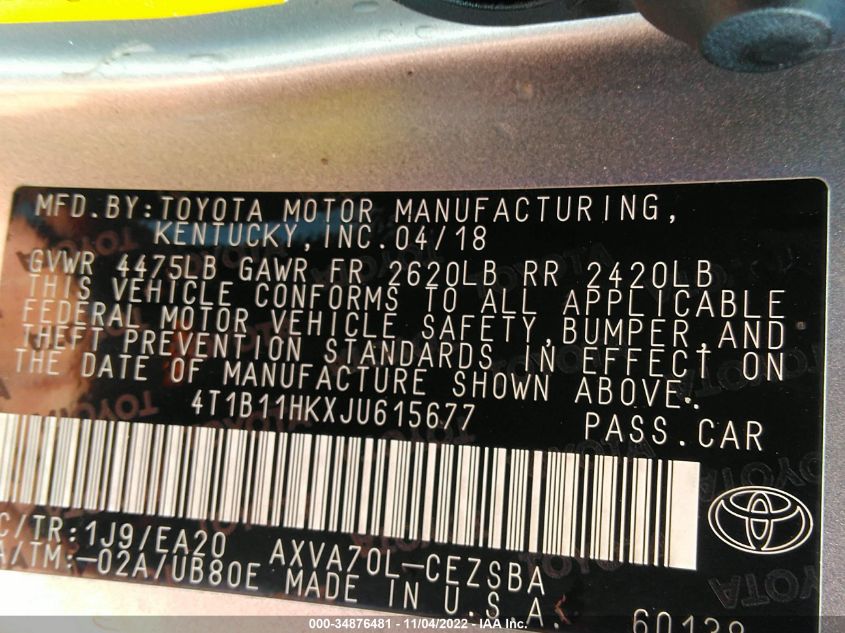 MFD.BY:TOYOTA MOTOR MANUFACTURING,
KENTUCKY,INC.04/18
GVWR 4475LB GAWR FR 2620LB RR 2420LB
THIS VEHICLE CONFORMS TO ALL APPLICABLE
FEDERAL MOTOR VEHICLE SAFETY,BUMPER,AND
THEFT PREVENTION STANDARDS IN EFFECT ON
THE DATE OF MANUFACTURE SHOWN ABOVE.
4T1B11HKXJU615677 PASS.CAR
C/TR:1J9/EA20 AXVA70L-CEZSBA
A/TM:-02A/UB80E MADE IN U.S.A.
000-34876481 - 11/04/2022 - IAA Inc.